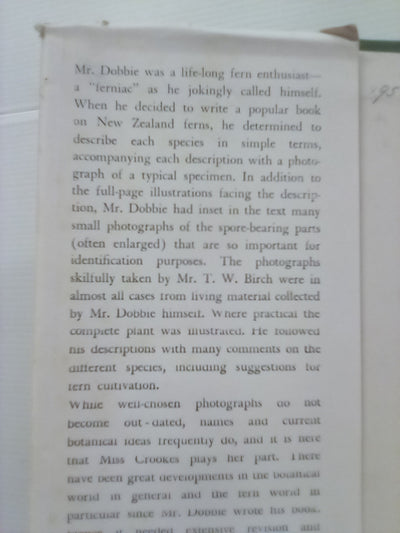 Mr. Dobbie was a life-long fern enthusiast—
a "ferniac" as he jokingly called himself.
When he decided to write a popular book
on New Zealand ferns, he determined to
describe each species in simple terms,
accompanying each description with a photo-
graph of a typical specimen. In addition to
the full-page illustrations facing the descrip-
tion, Mr. Dobbie had inset in the text many
small photographs of the spore-bearing parts
(often enlarged) that are so important for
identification purposes. The photographs
skilfully taken by Mr. T. W. Birch were in
almost all cases from living material collected
by Mr. Dobbie himself. Where practical the
complete plant was illustrated. He followed
his descriptions with many comments on the
different species, including suggestions for
fern cultivation.
While well-chosen photographs do not
become out-dated, names and current
botanical ideas frequently do, and it is here
that Miss Crookes plays her part. There
have been great developments in the botanical
world in general and the fern world in
particular since Mr. Dobbie wrote his book.
it needed extensive revision and